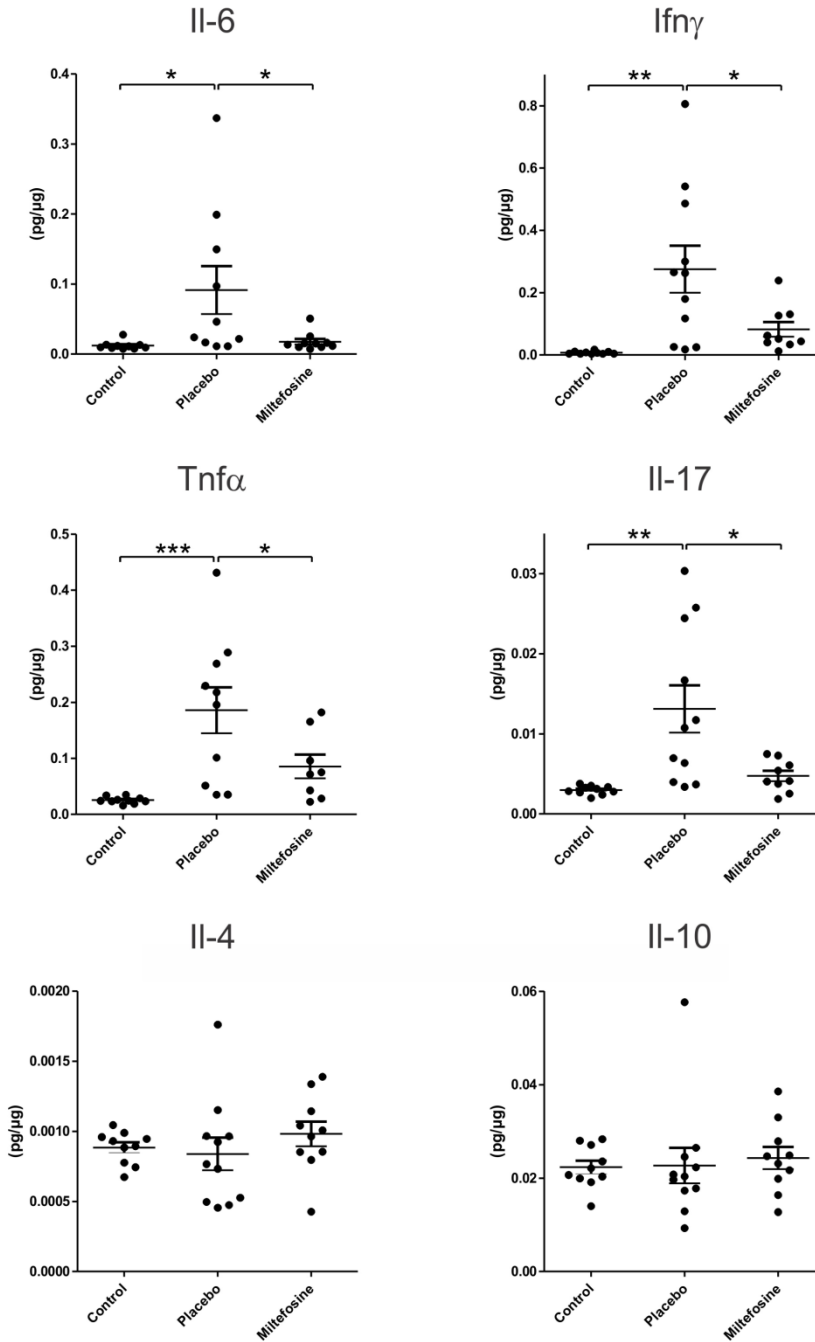 Il-6
* *
0.4
0.3
0.2
0.1
0.0
(pg/µg)
Control
Placebo
Miltefosine
Ifnγ
** *
0.8
0.6
0.4
0.2
0.0
(pg/µg)
Control
Placebo
Miltefosine
Tnfα
*** *
0.5
0.4
0.3
0.2
0.1
0.0
(pg/µg)
Control
Placebo
Miltefosine
Il-17
** *
0.03
0.02
0.01
0.00
(pg/µg)
Control
Placebo
Miltefosine
Il-4
0.0020
0.0015
0.0010
0.0005
0.0000
(pg/µg)
Control
Placebo
Miltefosine
Il-10
0.06
0.04
0.02
0.00
(pg/µg)
Control
Placebo
Miltefosine